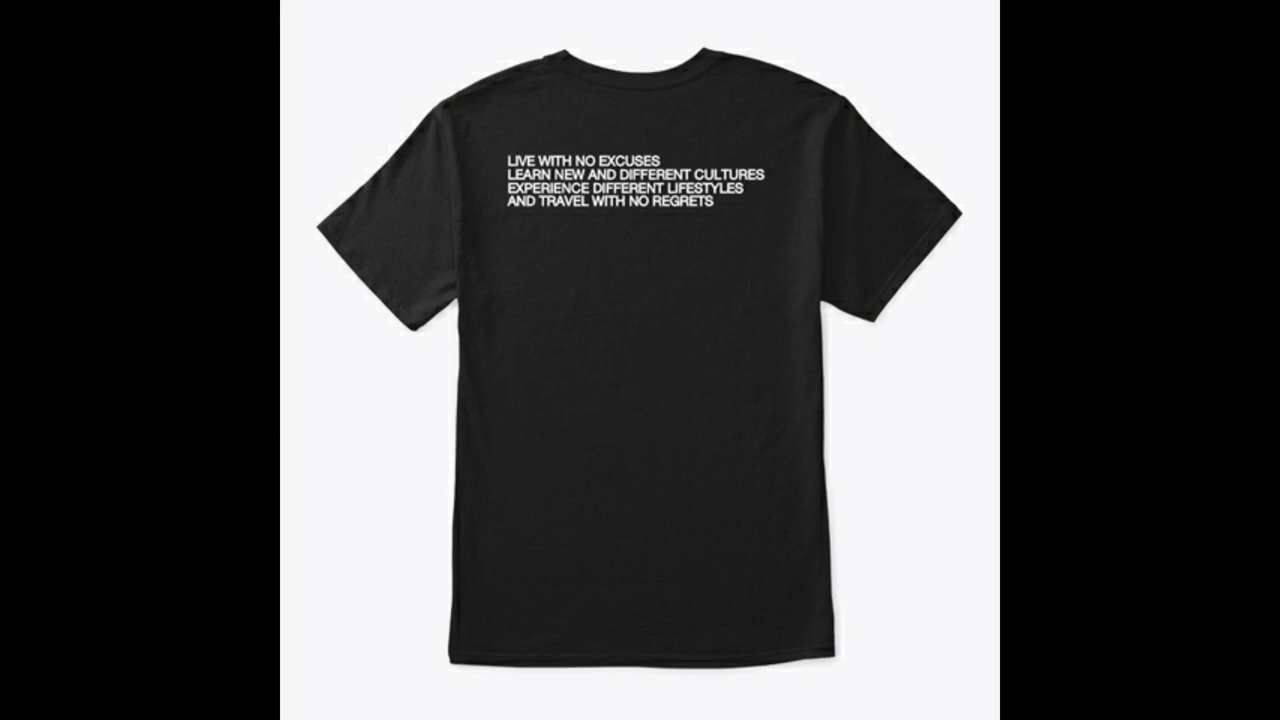 LIVE WITH NO EXCUSES
LEARN NEW AND DIFFERENT CULTURES
EXPERIENCE DIFFERENT LIFESTYLES
AND TRAVEL WITH NO REGRETS